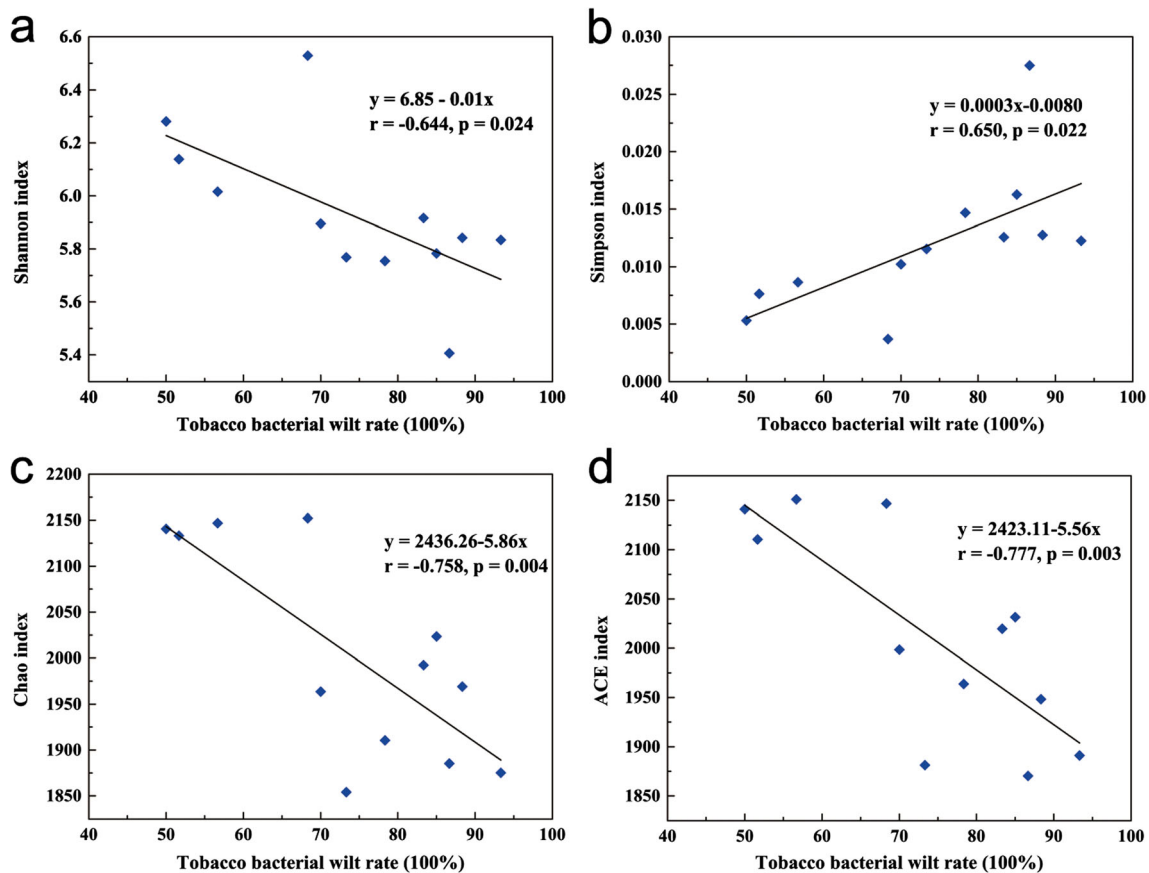 a
6.6
6.4
6.2
6.0
5.8
5.6
5.4
Shannon index
y = 6.85 - 0.01x
r = -0.644, p = 0.024
40 50 60 70 80 90 100
Tobacco bacterial wilt rate (100%)
b
0.030
0.025
0.020
0.015
0.010
0.005
0.000
Simpson index
y = 0.0003x-0.0080
r = 0.650, p = 0.022
40 50 60 70 80 90 100
Tobacco bacterial wilt rate (100%)
c
2200
2150
2100
2050
2000
1950
1900
1850
Chao index
y = 2436.26-5.86x
r = -0.758, p = 0.004
40 50 60 70 80 90 100
Tobacco bacterial wilt rate (100%)
d
2150
2100
2050
2000
1950
1900
1850
ACE index
y = 2423.11-5.56x
r = -0.777, p = 0.003
40 50 60 70 80 90 100
Tobacco bacterial wilt rate (100%)